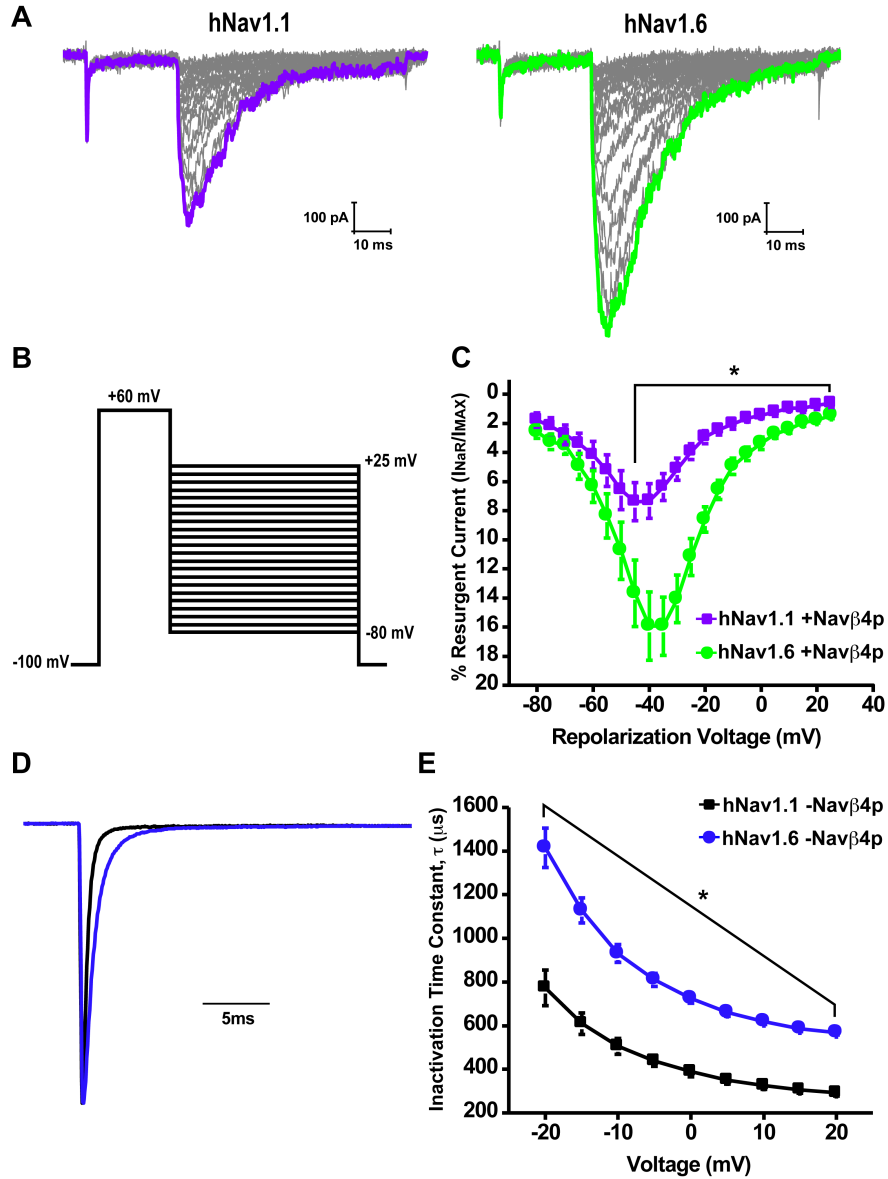 A
hNav1.1
hNav1.6
100 pA
10 ms
100 pA
10 ms
B
+60 mV
+25 mV
-80 mV
-100 mV
C
*
% Resurgent Current (INaR/IMAX)
0
2
4
6
8
10
12
14
16
18
20
hNav1.1 +Navβ4p
hNav1.6 +Navβ4p
-80 -60 -40 -20 0 20 40
Repolarization Voltage (mV)
D
5ms
E
Inactivation Time Constant, τ (μs)
1600
1400
1200
1000
800
600
400
200
hNav1.1 -Navβ4p
hNav1.6 -Navβ4p
*
-20 -10 0 10 20
Voltage (mV)